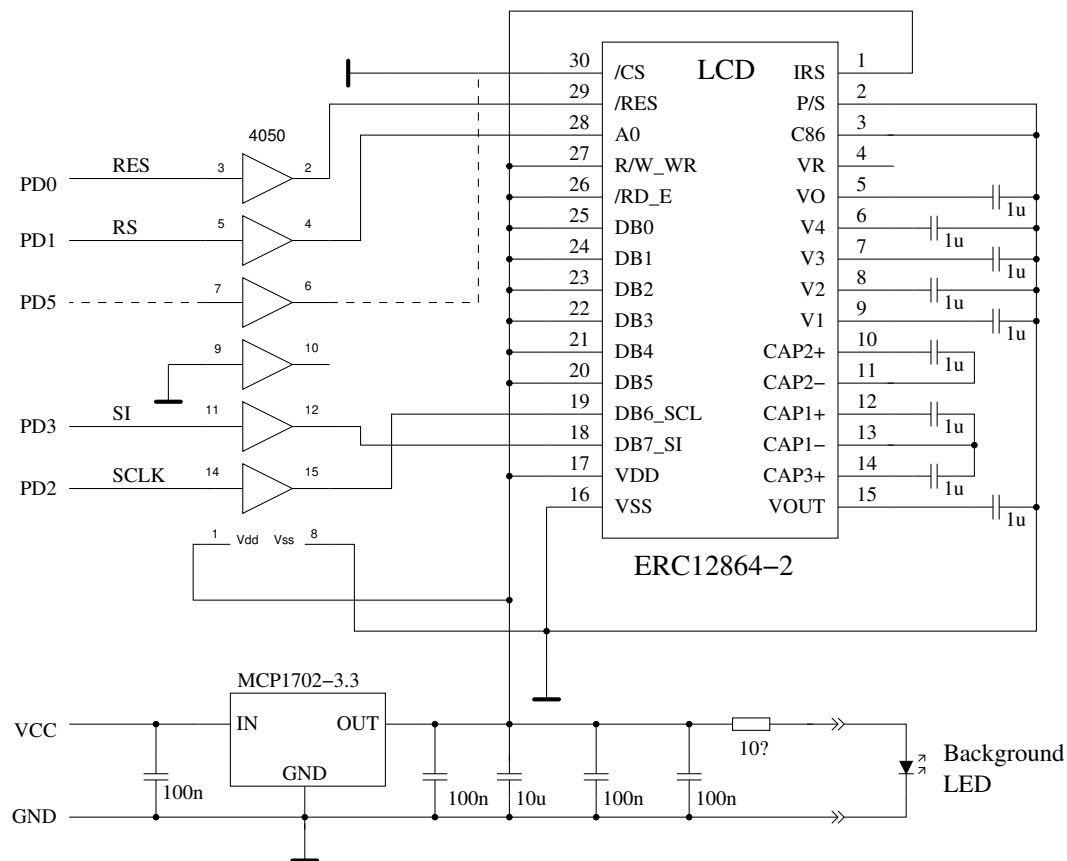 LCD
30 /CS IRS 1
29 /RES P/S 2
28 A0 C86 3
27 R/W_WR VR 4
26 /RD_E VO 5 1u
25 DB0 V4 6 1u
24 DB1 V3 7 1u
23 DB2 V2 8 1u
22 DB3 V1 9 1u
21 DB4 CAP2+ 10 1u
20 DB5 CAP2− 11
19 DB6_SCL CAP1+ 12 1u
18 DB7_SI CAP1− 13
17 VDD CAP3+ 14 1u
16 VSS VOUT 15 1u
ERC12864−2
4050
PD0 RES 3 2
PD1 RS 5 4
PD5 7 6
9 10
PD3 SI 11 12
PD2 SCLK 14 15
1 Vdd Vss 8
MCP1702−3.3
VCC IN OUT
GND
10?
100n 100n 10u 100n 100n
GND
Background
LED